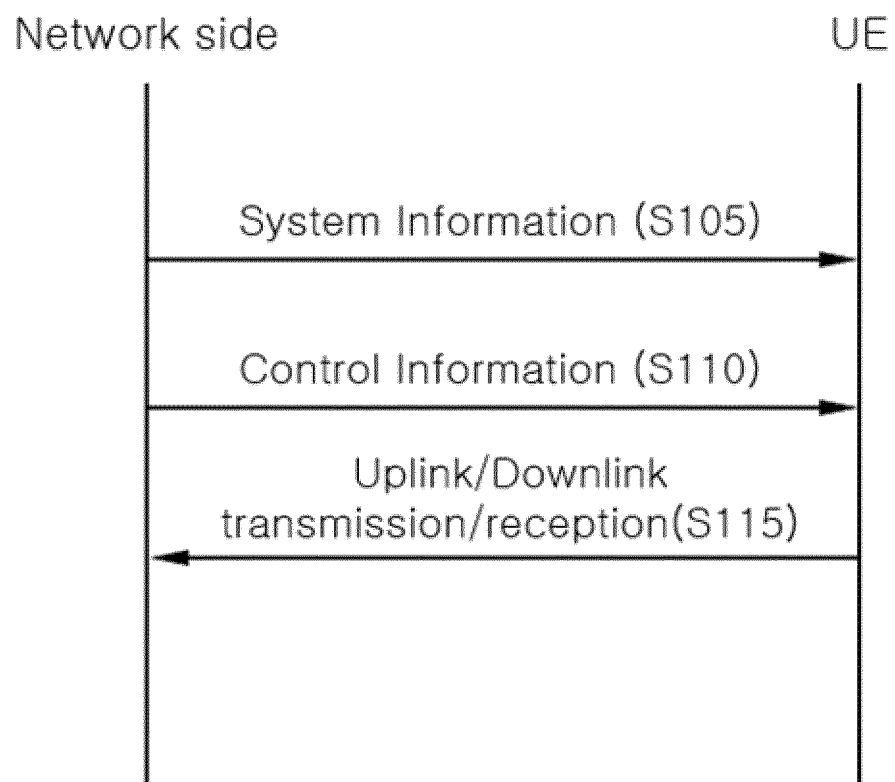 Network side
UE
System Information (S105)
Control Information (S110)
Uplink/Downlink
transmission/reception(S115)